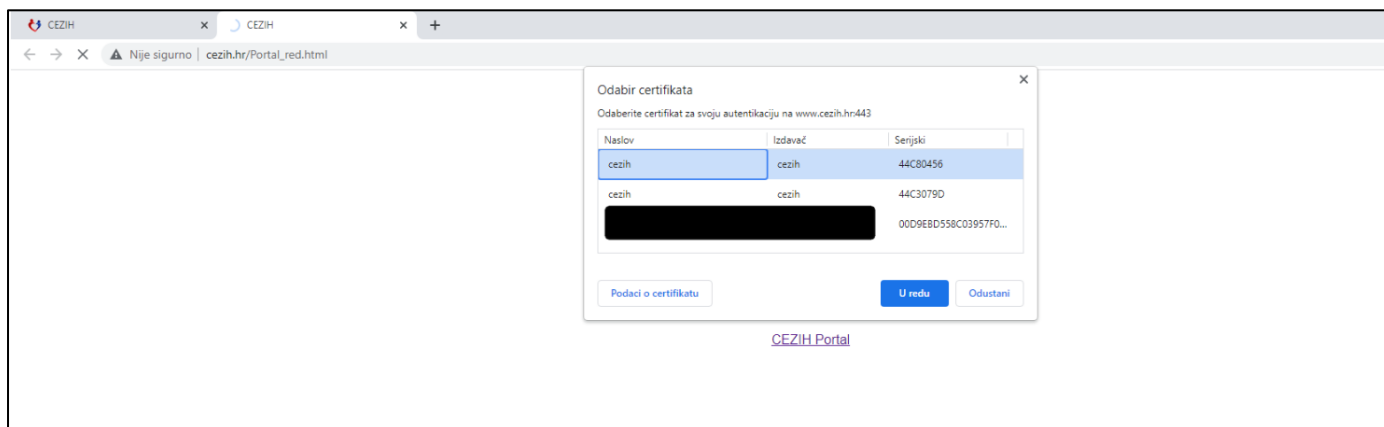 CEZIH CEZIH
Nije sigurno cezih.hr/Portal_red.html
Odabir certifikata
Odaberite certifikat za svoju autentikaciju na www.cezih.hr:443
Naslov Izdavač Serijski
cezih cezih 44C80456
cezih cezih 44C3079D
00D9EBD558C03957F0...
Podaci o certifikatu U redu Odustani
CEZIH Portal